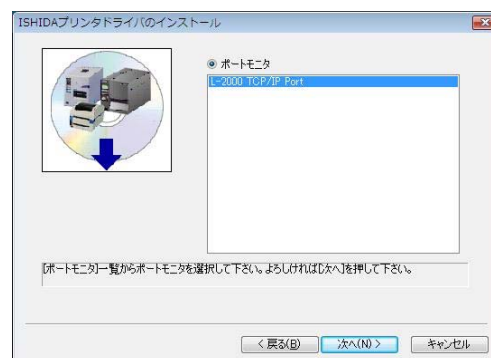 ISHIDAプリンタドライバのインストール
ポートモニタ
L-2000 TCP/IP Port
[ポートモニタ]一覧からポートモニタを選択して下さい。よろしければ[次へ]を押して下さい。
< 戻る(B)
次へ(N) >
キャンセル